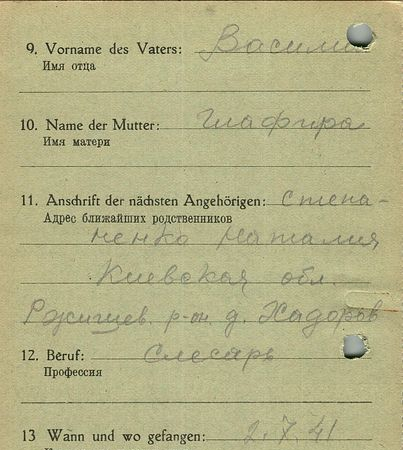 9. Vorname des Vaters: Василий
Имя отца
10. Name der Mutter: Глафира
Имя матери
11. Anschrift der nächsten Angehörigen: Степа-
Адрес ближайших родственников
ненко Наталия
Киевская обл.
Ржищев. р-он д. Ходоров
12. Beruf: Слесарь
Профессия
13 Wann und wo gefangen: 2.7.41